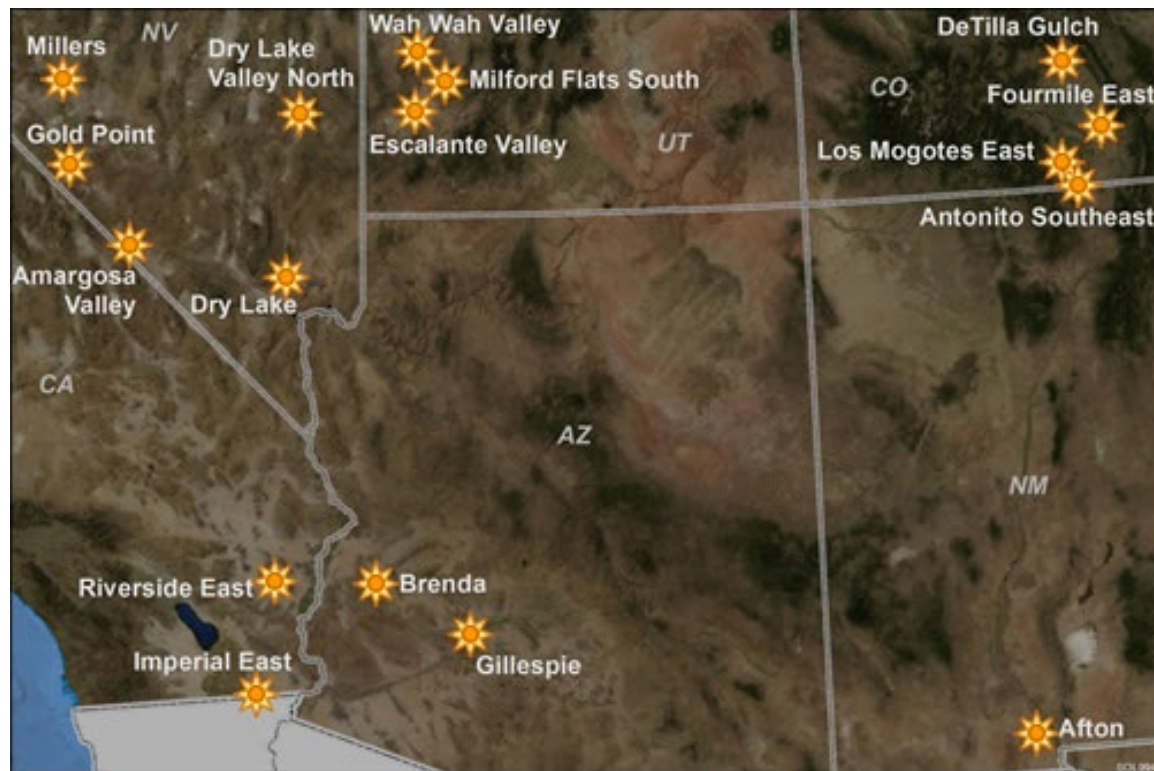 Millers
NV
Dry Lake
Valley North
Wah Wah Valley
Milford Flats South
DeTilla Gulch
CO
Fourmile East
Gold Point
Escalante Valley
UT
Los Mogotes East
Antonito Southeast
Amargosa
Valley
Dry Lake
CA
AZ
NM
Riverside East
Brenda
Imperial East
Gillespie
Afton